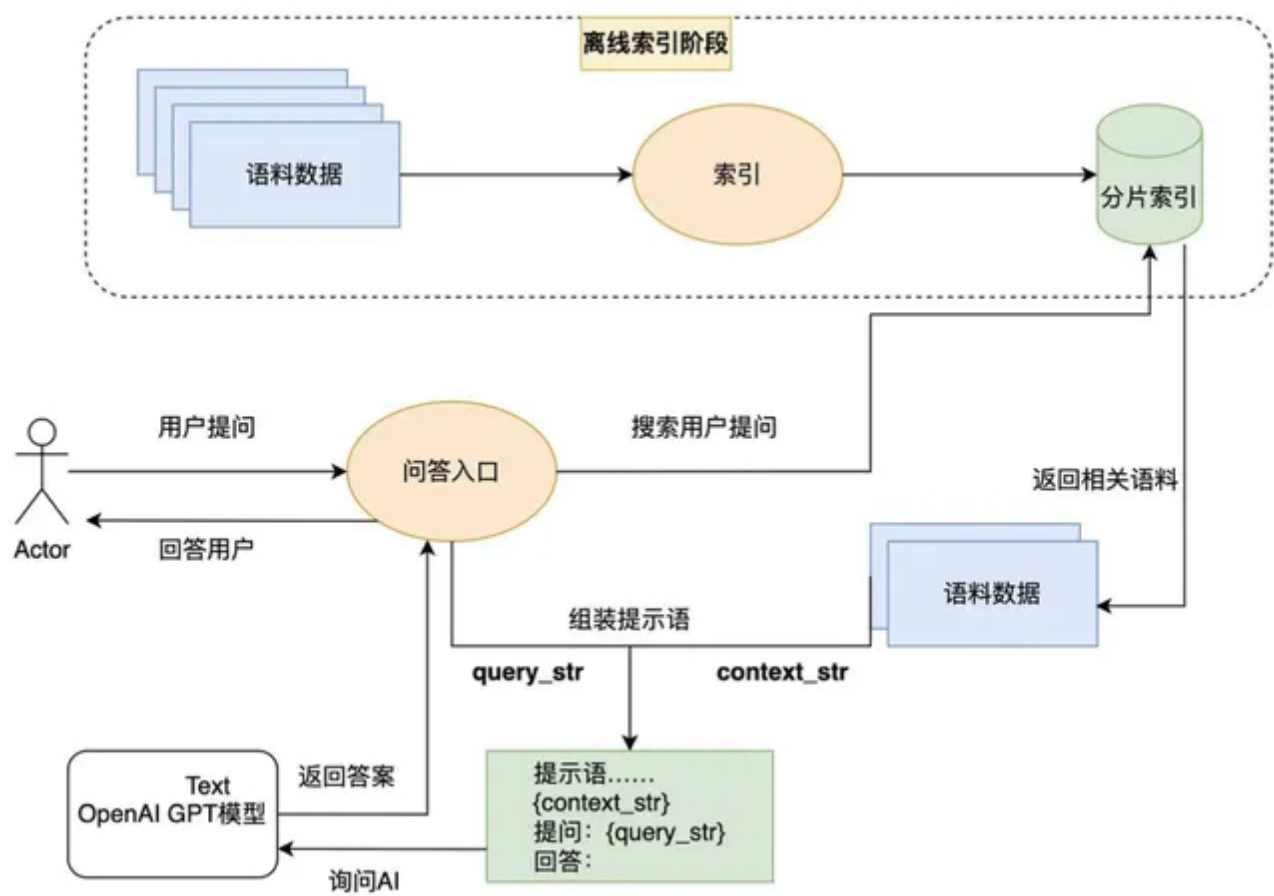 离线索引阶段
语料数据
索引
分片索引
用户提问
搜索用户提问
问答入口
返回相关语料
Actor
回答用户
语料数据
组装提示语
query_str
context_str
提示语……
{context_str}
提问：{query_str}
回答：
返回答案
Text
OpenAI GPT模型
询问AI